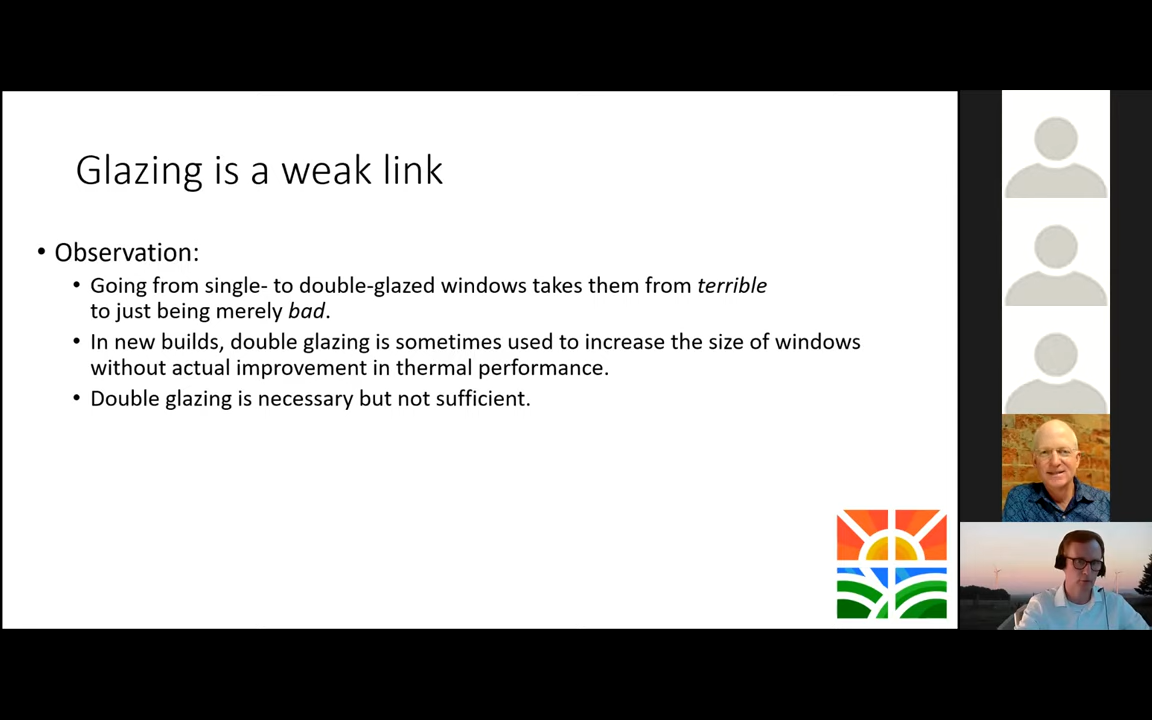 Glazing is a weak link
• Observation:
• Going from single- to double-glazed windows takes them from terrible
to just being merely bad.
• In new builds, double glazing is sometimes used to increase the size of windows
without actual improvement in thermal performance.
• Double glazing is necessary but not sufficient.